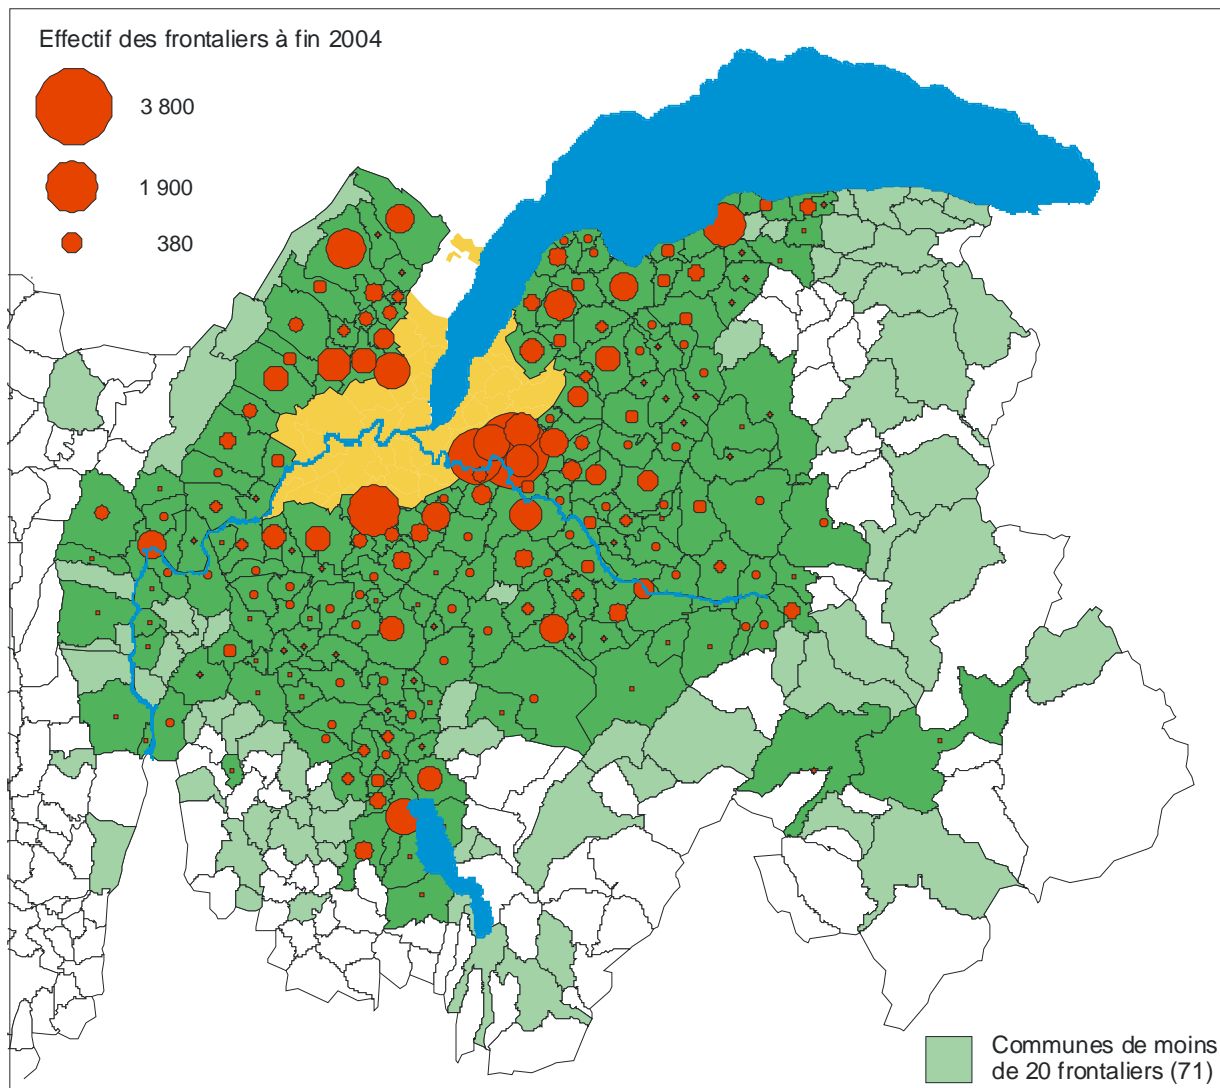 Effectif des frontaliers à fin 2004
3 800
1 900
380
Communes de moins
de 20 frontaliers (71)